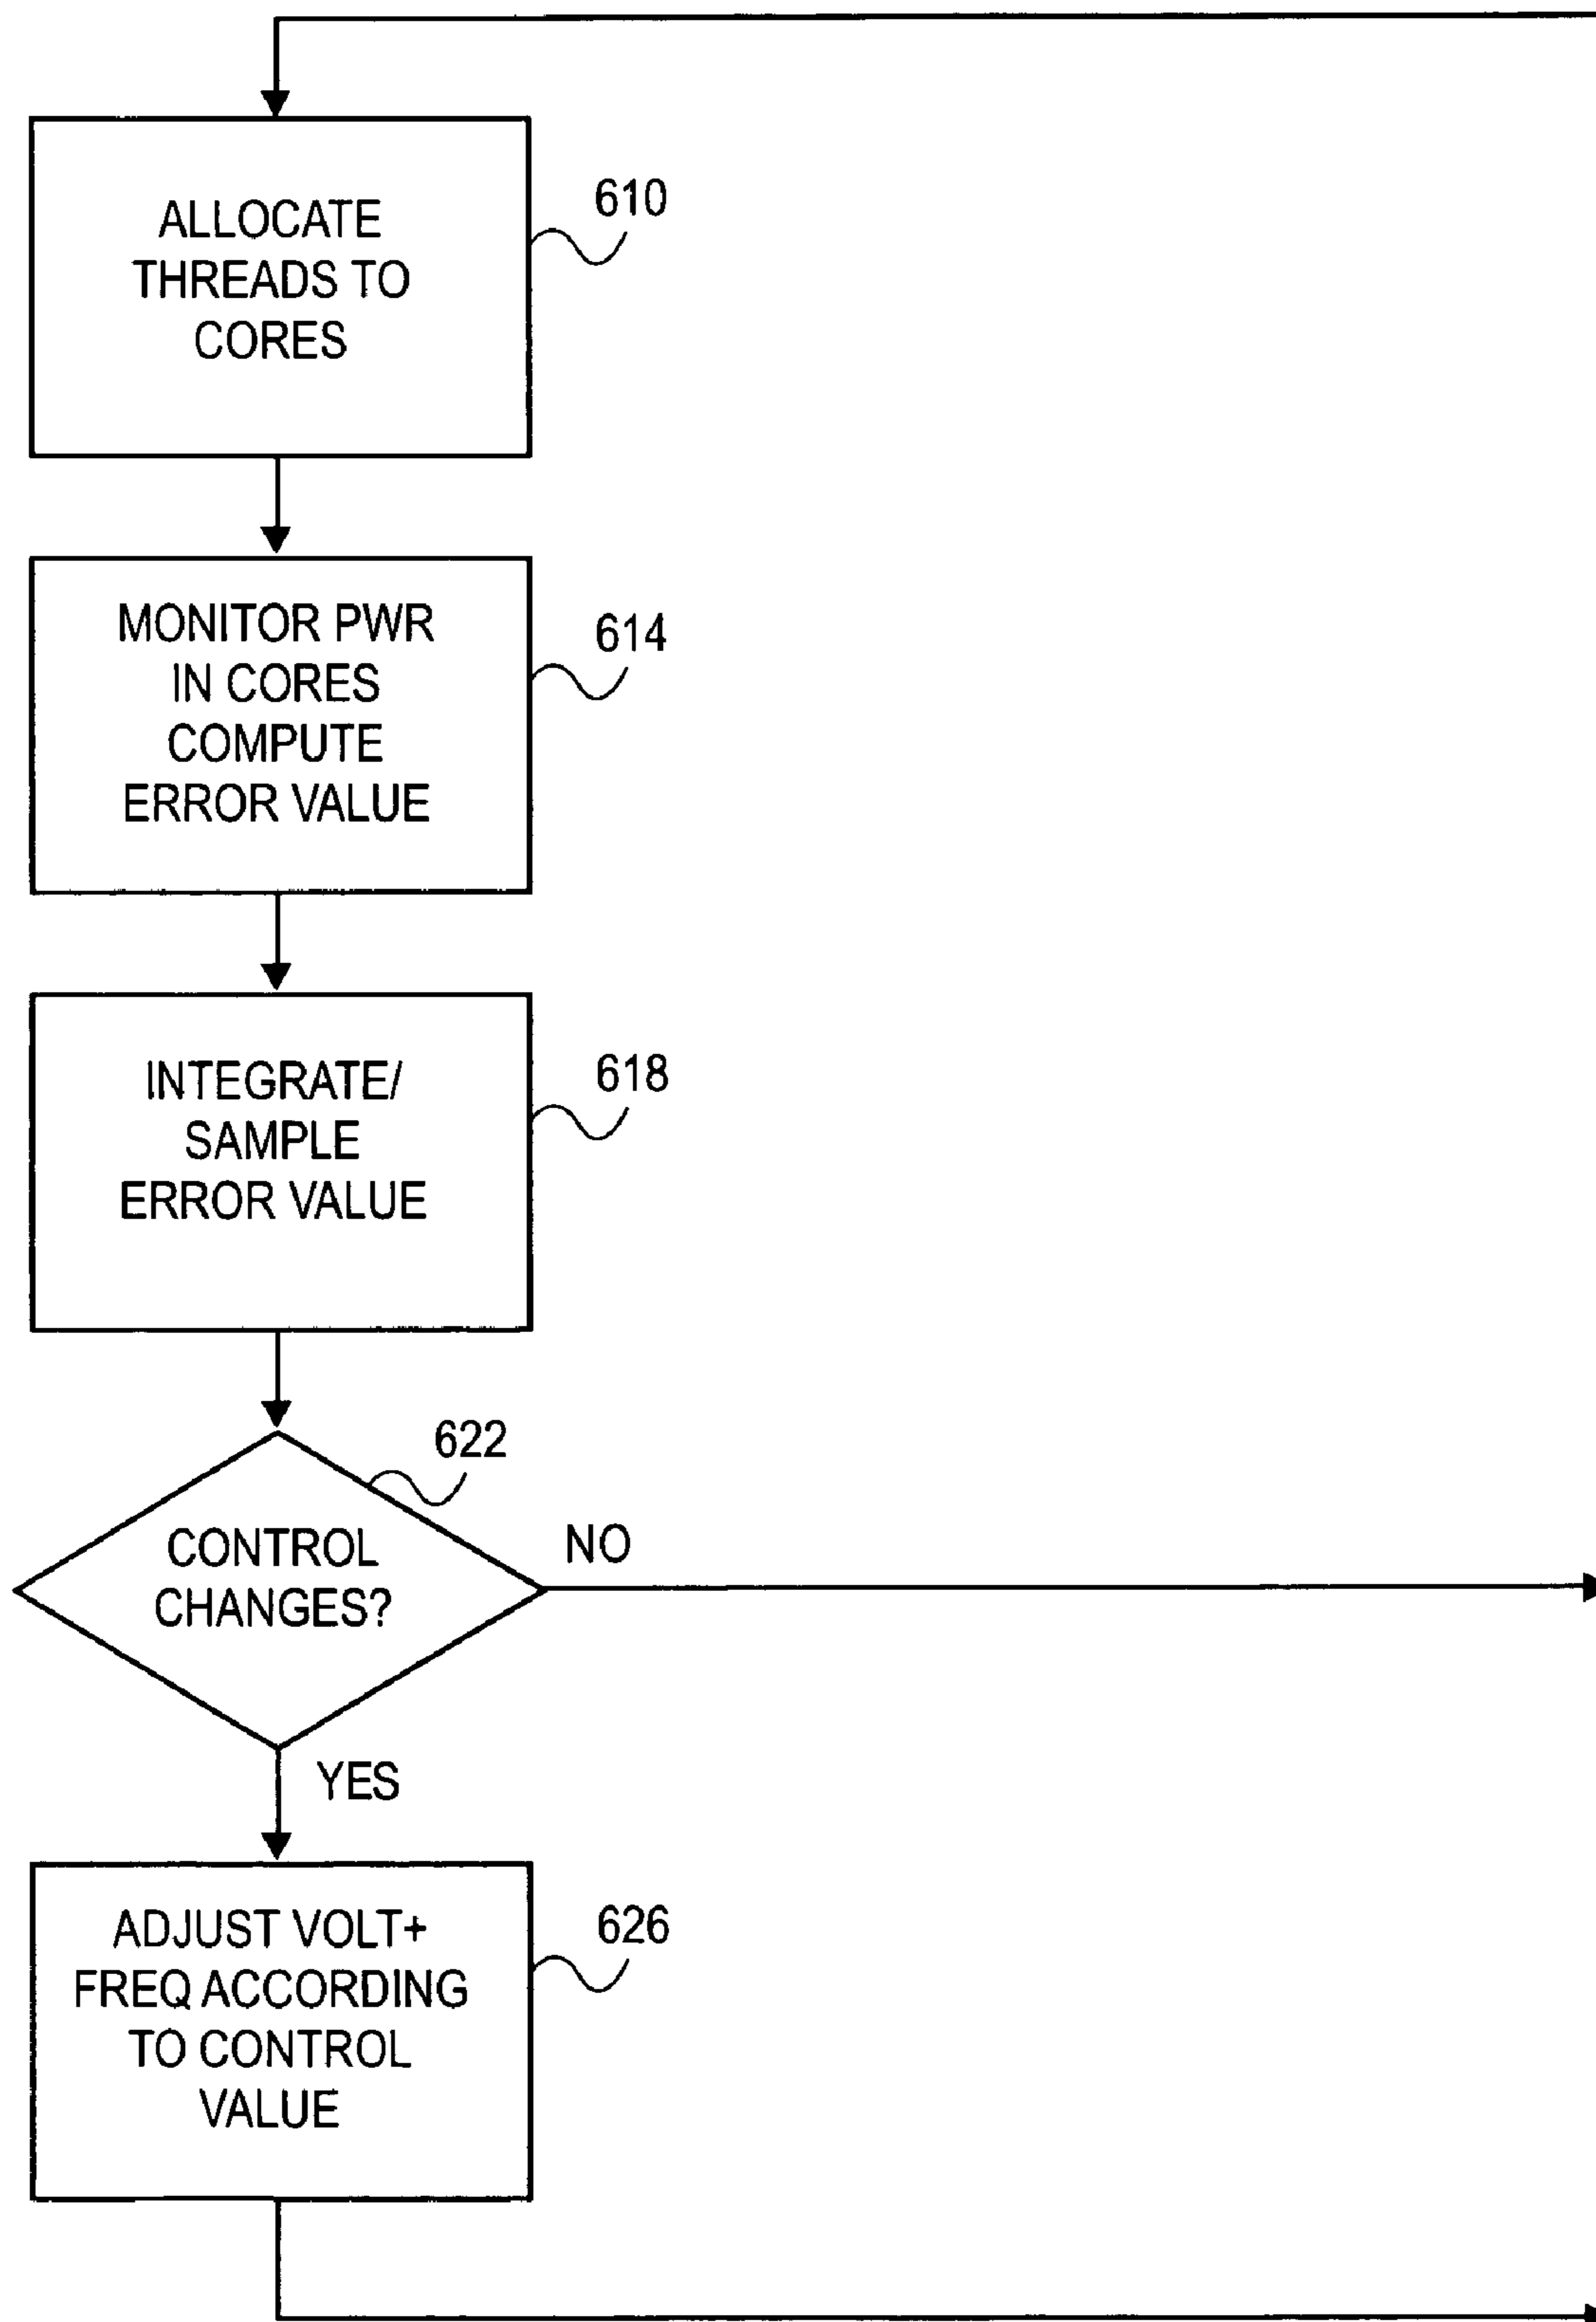 ALLOCATE
THREADS TO
CORES
610
MONITOR PWR
IN CORES
COMPUTE
ERROR VALUE
614
INTEGRATE/
SAMPLE
ERROR VALUE
618
622
CONTROL
CHANGES?
NO
YES
ADJUST VOLT+
FREQ ACCORDING
TO CONTROL
VALUE
626